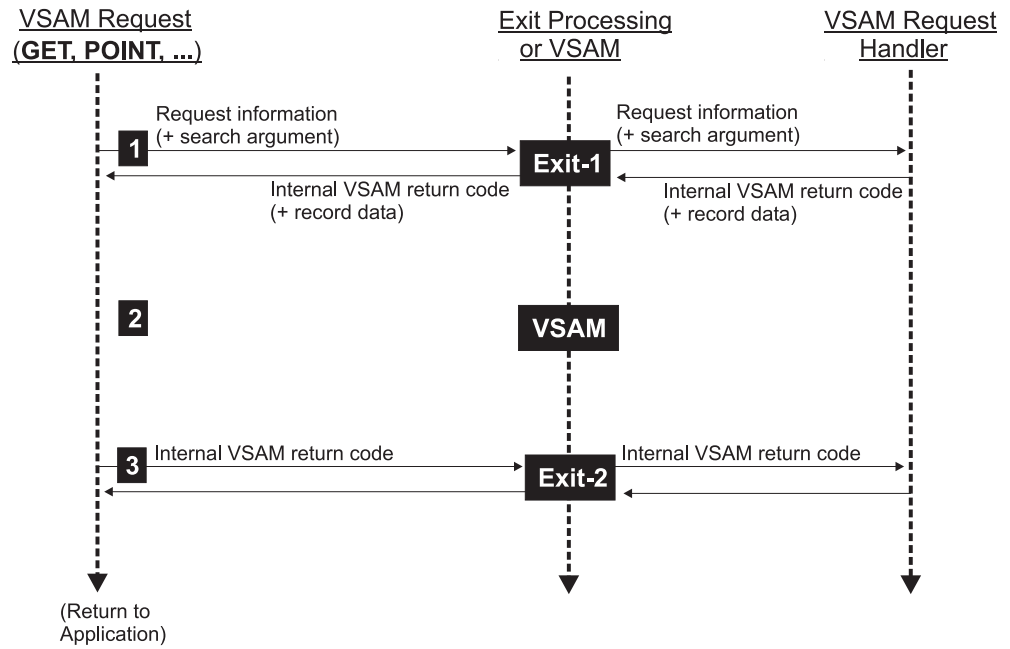 VSAM Request
(GET, POINT, ...)
Exit Processing
or VSAM
VSAM Request
Handler
Request information
(+ search argument)
Request information
(+ search argument)
1
Exit-1
Internal VSAM return code
(+ record data)
Internal VSAM return code
(+ record data)
2
VSAM
3
Internal VSAM return code
Internal VSAM return code
Exit-2
(Return to
Application)